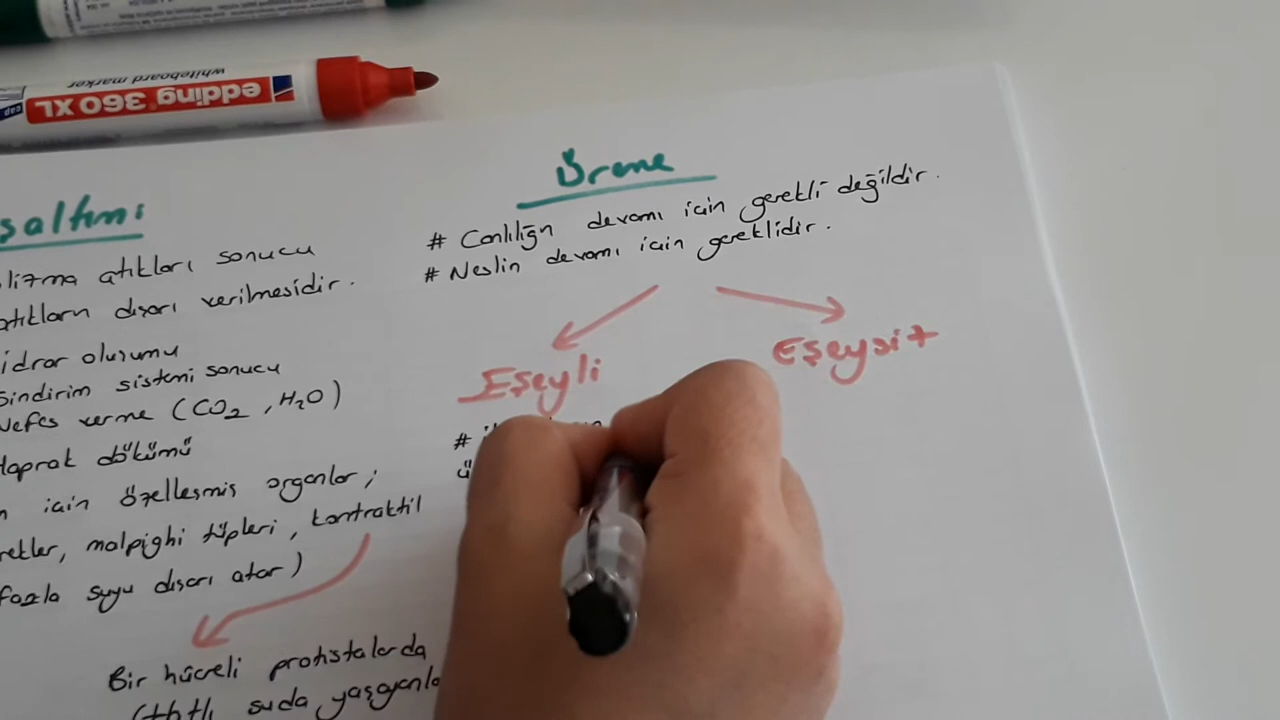 edding 360 XL
whiteboard marker
cap
şaltımı
lizma atıkları sonucu
atıkların dışarı verilmesidir.
idrar oluşumu
Sindirim sistemi sonucu
Nefes verme (CO₂, H₂O)
Yaprak dökümü
n için özelleşmiş organlar;
retler, malpighi tüpleri, kontraktil
fazla suyu dışarı atar)
Bir hücreli protistalarda
(tatlı suda yaşayanla
Üreme
# Canlılığın devamı için gerekli değildir.
# Neslin devamı için gereklidir.
Eşeyli
Eşeysiz
#